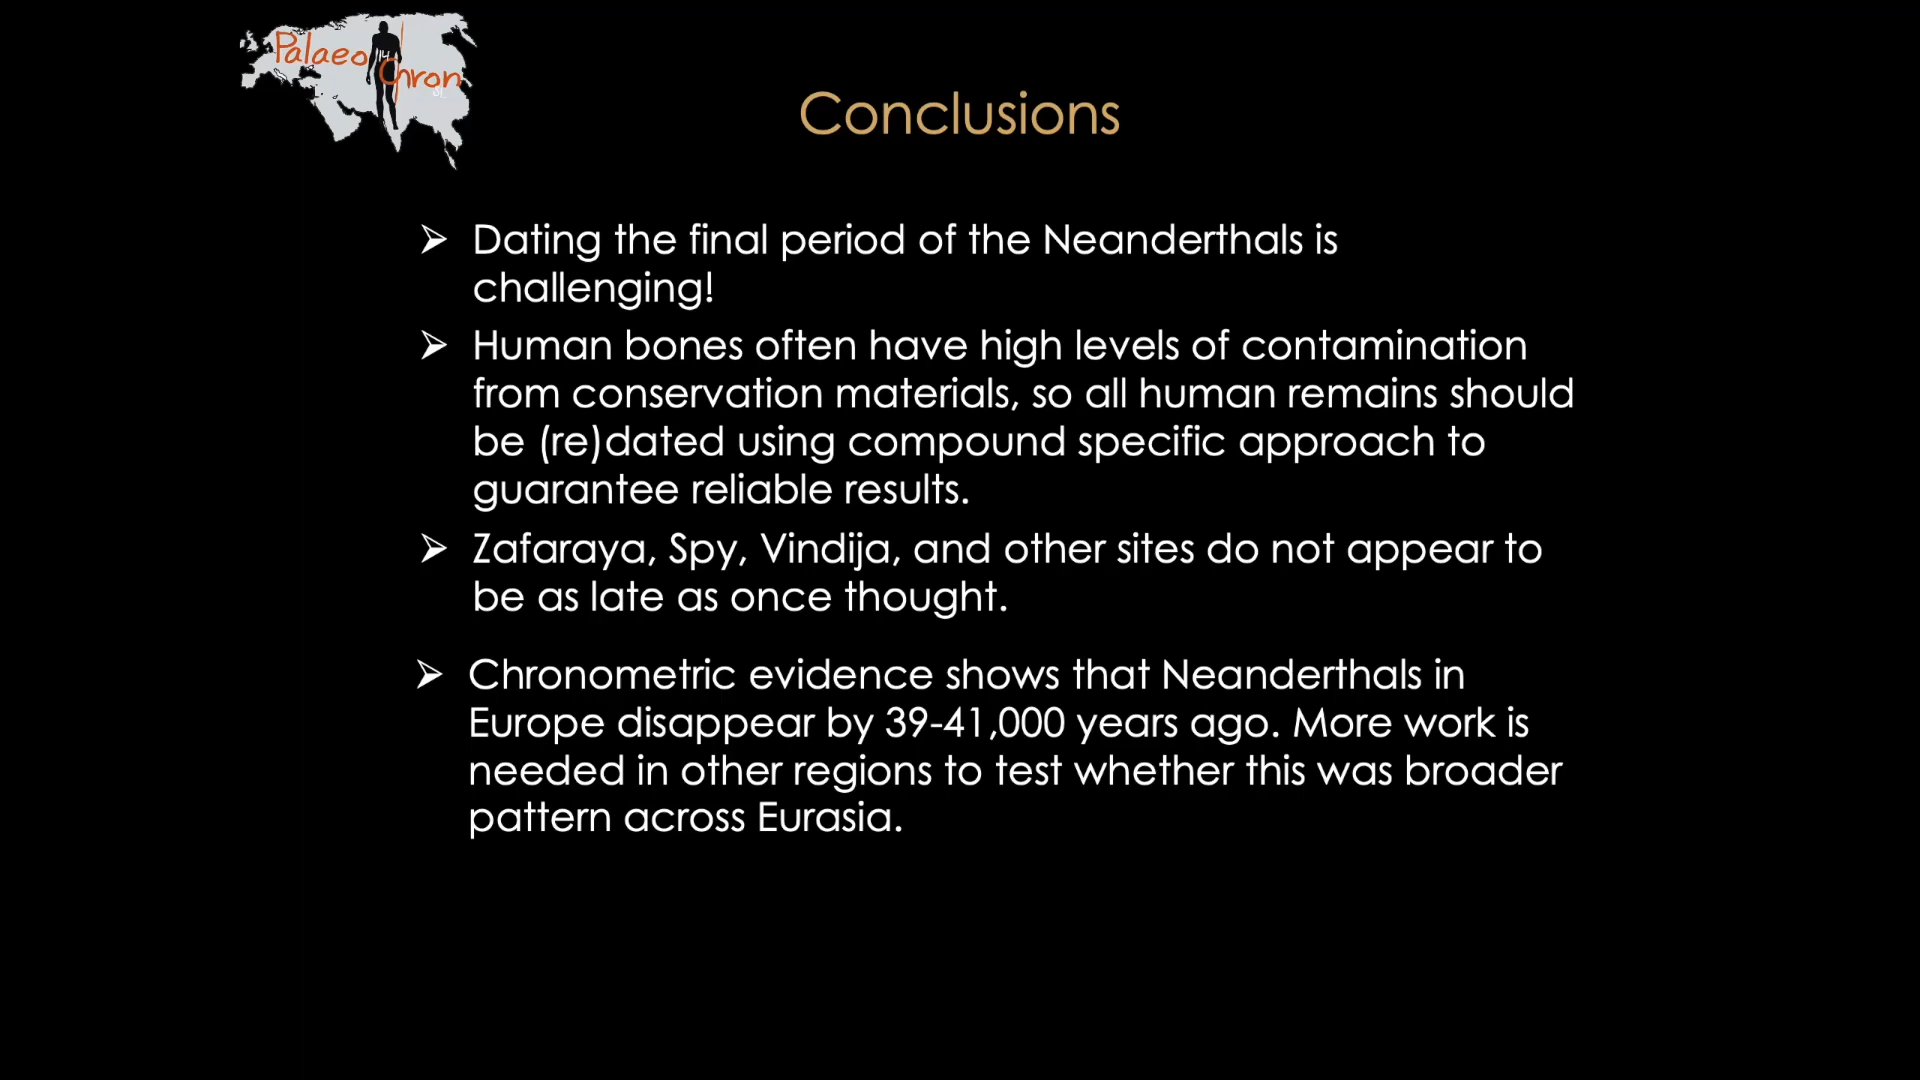 Palaeo
14
Chron
Conclusions
➢ Dating the final period of the Neanderthals is
challenging!
➢ Human bones often have high levels of contamination
from conservation materials, so all human remains should
be (re)dated using compound specific approach to
guarantee reliable results.
➢ Zafaraya, Spy, Vindija, and other sites do not appear to
be as late as once thought.
➢ Chronometric evidence shows that Neanderthals in
Europe disappear by 39-41,000 years ago. More work is
needed in other regions to test whether this was broader
pattern across Eurasia.